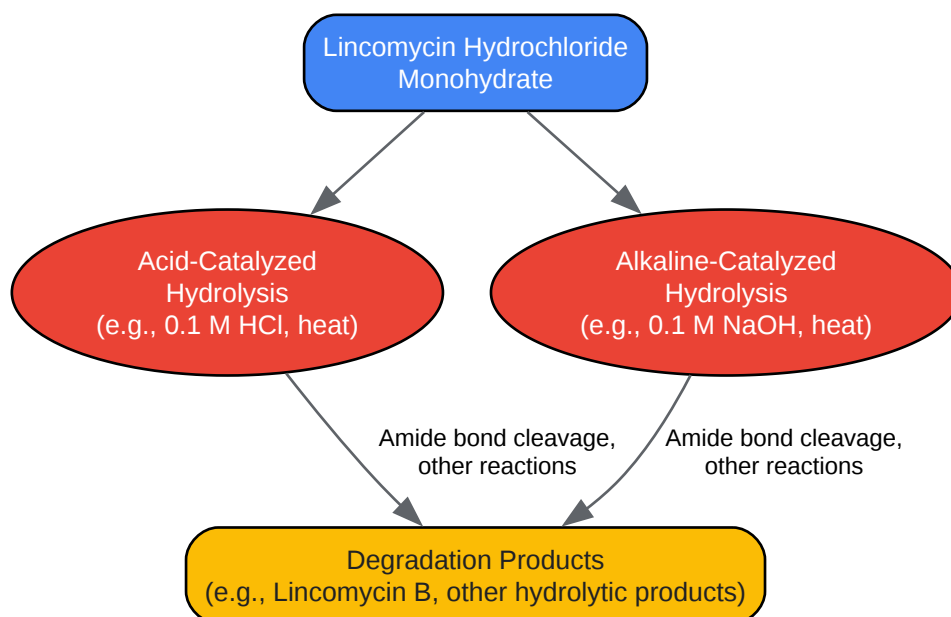 Lincomycin Hydrochloride
Monohydrate
Acid-Catalyzed
Hydrolysis
(e.g., 0.1 M HCl, heat)
Alkaline-Catalyzed
Hydrolysis
(e.g., 0.1 M NaOH, heat)
Amide bond cleavage,
other reactions
Amide bond cleavage,
other reactions
Degradation Products
(e.g., Lincomycin B, other hydrolytic products)